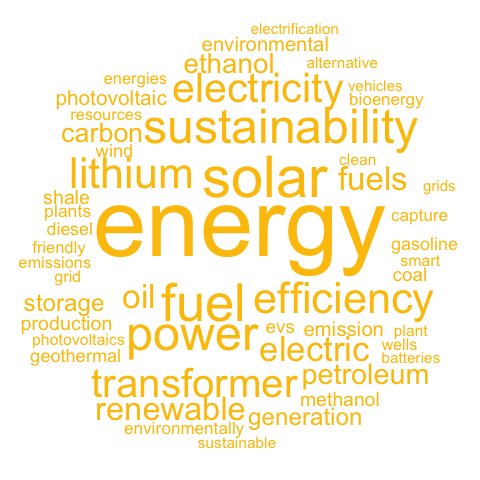 electrification
environmental
ethanol alternative
energies electricity vehicles
photovoltaic bioenergy
resources
carbon sustainability
wind
lithium solar clean fuels grids
shale
plants energy capture
diesel
friendly gasoline
emissions smart
grid coal
storage oil fuel efficiency
production power evs emission plant
photovoltaics electric wells
geothermal batteries
transformer petroleum
renewable methanol
generation
environmentally
sustainable